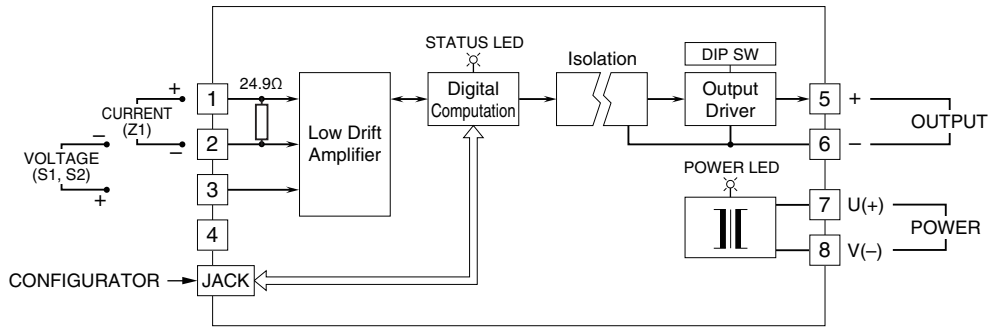 STATUS LED
Isolation
DIP SW
1
24.9Ω
Digital
Computation
Output
Driver
5
+
+
CURRENT
(Z1)
–
2
Low Drift
Amplifier
OUTPUT
6
–
–
VOLTAGE
(S1, S2)
+
3
POWER LED
7
U(+)
4
POWER
8
V(–)
CONFIGURATOR
JACK